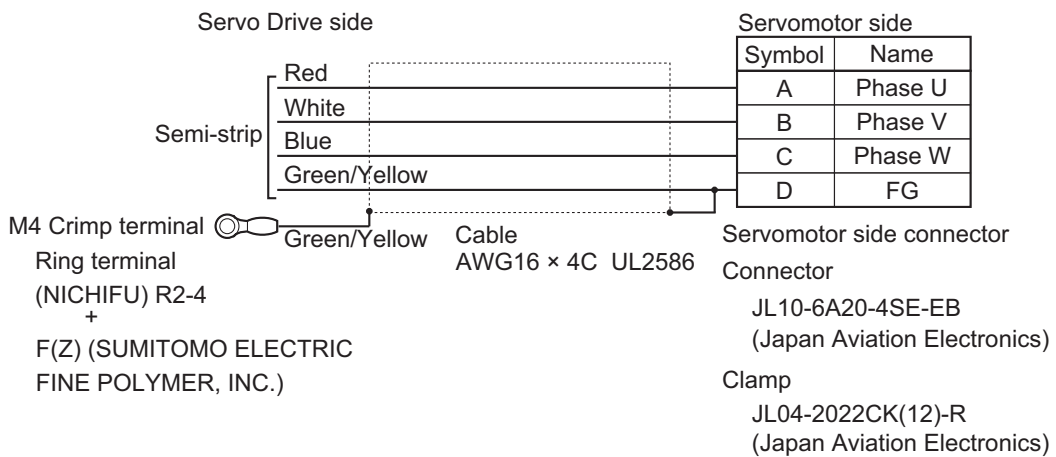 Servo Drive side
Servomotor side
Symbol Name
Red
A Phase U
White
B Phase V
Semi-strip
Blue
C Phase W
Green/Yellow
D FG
M4 Crimp terminal
Green/Yellow
Ring terminal
(NICHIFU) R2-4
+
F(Z) (SUMITOMO ELECTRIC
FINE POLYMER, INC.)
Cable
AWG16 × 4C UL2586
Servomotor side connector
Connector
JL10-6A20-4SE-EB
(Japan Aviation Electronics)
Clamp
JL04-2022CK(12)-R
(Japan Aviation Electronics)